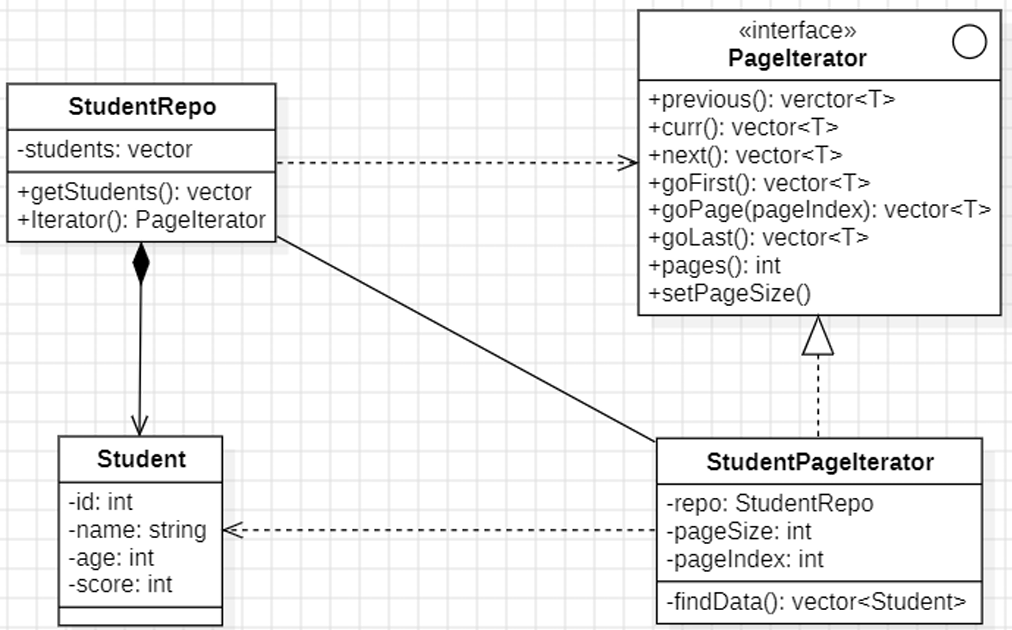 StudentRepo
-students: vector
+getStudents(): vector
+Iterator(): PageIterator
«interface»
PageIterator
+previous(): verctor<T>
+curr(): vector<T>
+next(): vector<T>
+goFirst(): vector<T>
+goPage(pageIndex): vector<T>
+goLast(): vector<T>
+pages(): int
+setPageSize()
Student
-id: int
-name: string
-age: int
-score: int
StudentPageIterator
-repo: StudentRepo
-pageSize: int
-pageIndex: int
-findData(): vector<Student>